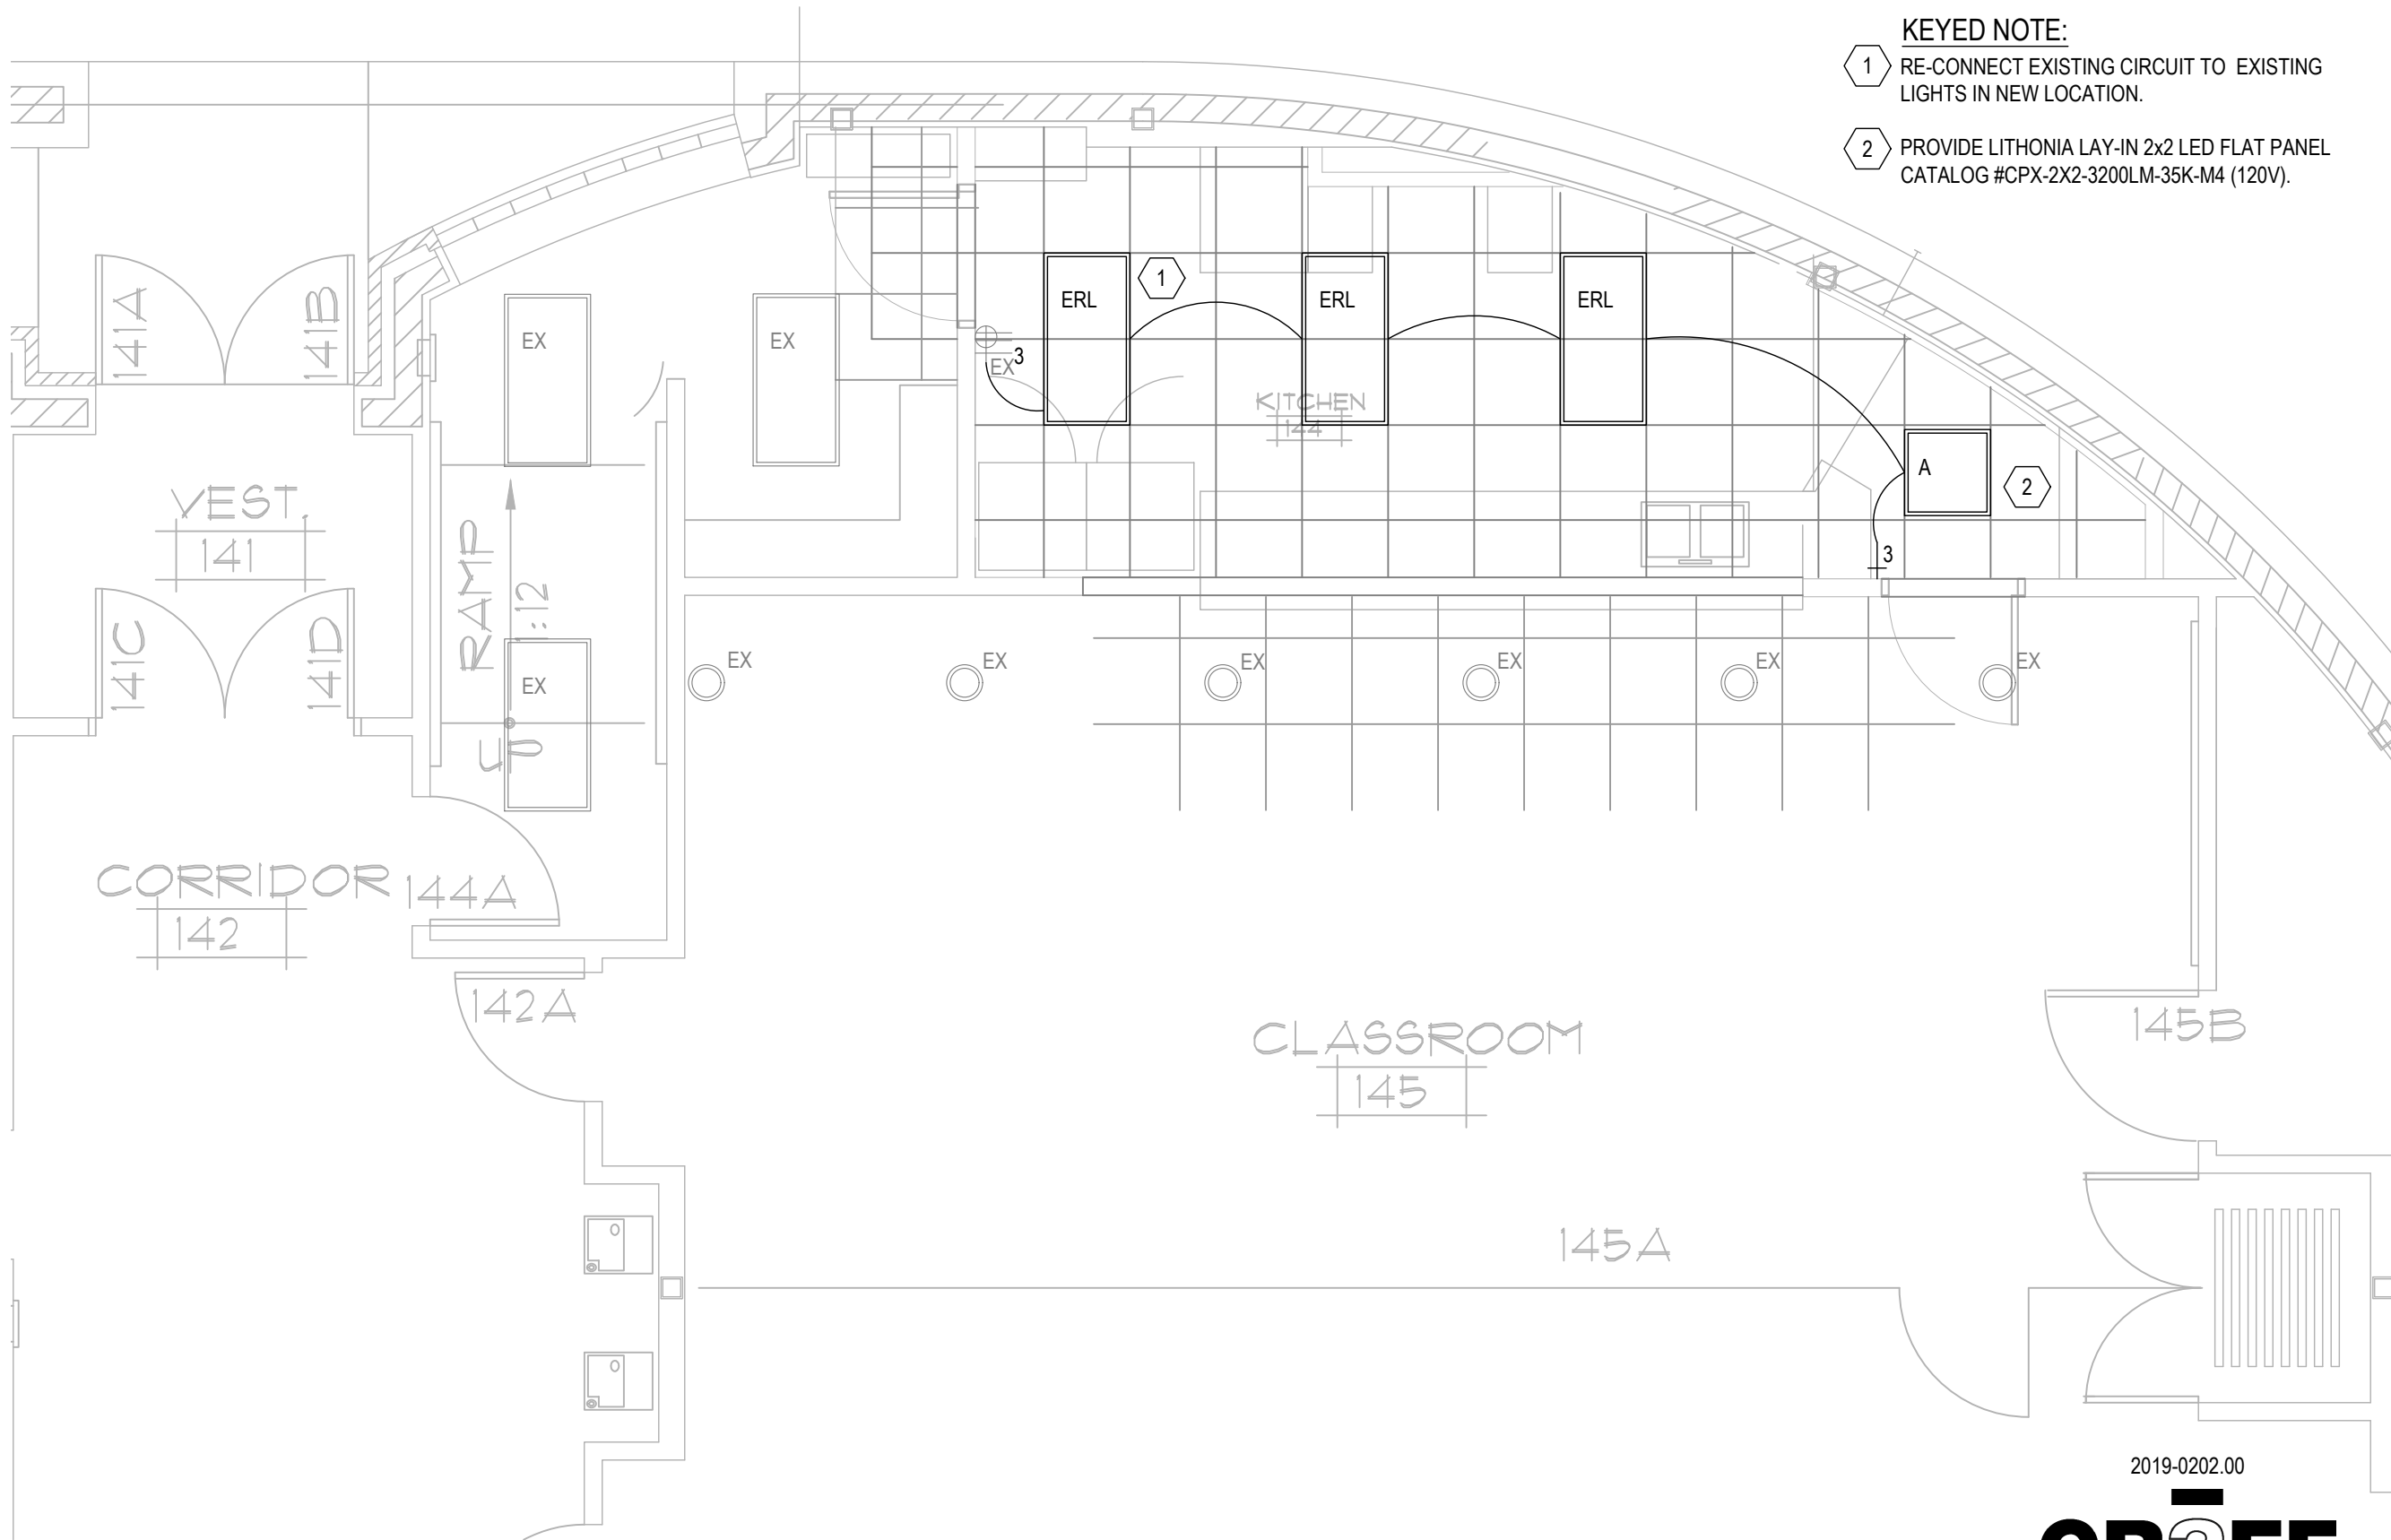 KEYED NOTE:
1 RE-CONNECT EXISTING CIRCUIT TO EXISTING
LIGHTS IN NEW LOCATION.
2 PROVIDE LITHONIA LAY-IN 2x2 LED FLAT PANEL
CATALOG #CPX-2X2-3200LM-35K-M4 (120V).
141A
141B
EX
EX
EX
3
ERL
1
ERL
ERL
KITCHEN
144
A
2
3
VEST.
141
RAMP
1:12
EX
141C
141D
EX
EX
EX
EX
EX
EX
CORRIDOR
142
144A
142A
CLASSROOM
145
145B
145A
2019-0202.00